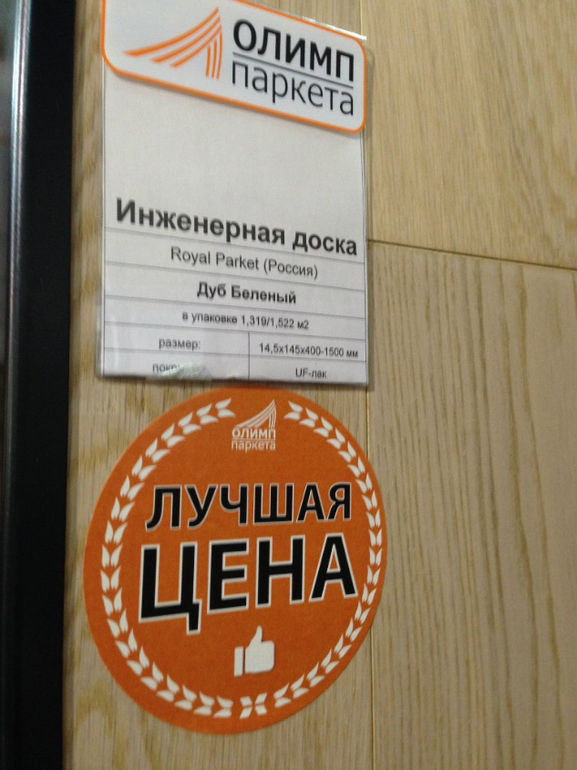 ОЛИМП
паркета
Инженерная доска
Royal Parket (Россия)
Дуб Беленый
в упаковке 1,319/1,522 м2
размер: 14,5х145х400-1500 мм
UF-лак
ОЛИМП
паркета
ЛУЧШАЯ
ЦЕНА